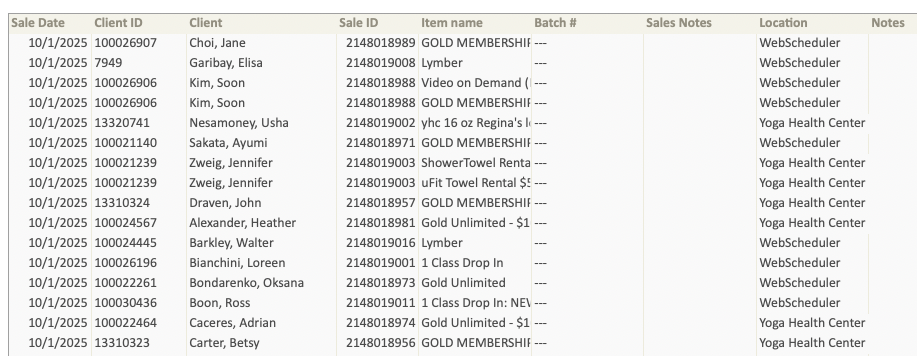 Sale Date Client ID Client Sale ID Item name Batch # Sales Notes Location Notes
10/1/2025 100026907 Choi, Jane 2148018989 GOLD MEMBERSHIP --- WebScheduler
10/1/2025 7949 Garibay, Elisa 2148019008 Lymber --- WebScheduler
10/1/2025 100026906 Kim, Soon 2148018988 Video on Demand ( --- WebScheduler
10/1/2025 100026906 Kim, Soon 2148018988 GOLD MEMBERSHIP --- WebScheduler
10/1/2025 13320741 Nesamoney, Usha 2148019002 yhc 16 oz Regina's l --- Yoga Health Center
10/1/2025 100021140 Sakata, Ayumi 2148018971 GOLD MEMBERSHIP --- WebScheduler
10/1/2025 100021239 Zweig, Jennifer 2148019003 ShowerTowel Renta --- Yoga Health Center
10/1/2025 100021239 Zweig, Jennifer 2148019003 uFit Towel Rental $5 --- Yoga Health Center
10/1/2025 13310324 Draven, John 2148018957 GOLD MEMBERSHIP --- Yoga Health Center
10/1/2025 100024567 Alexander, Heather 2148018981 Gold Unlimited - $1 --- Yoga Health Center
10/1/2025 100024445 Barkley, Walter 2148019016 Lymber --- WebScheduler
10/1/2025 100026196 Bianchini, Loreen 2148019001 1 Class Drop In --- WebScheduler
10/1/2025 100022261 Bondarenko, Oksana 2148018973 Gold Unlimited --- WebScheduler
10/1/2025 100030436 Boon, Ross 2148019011 1 Class Drop In: NEW --- WebScheduler
10/1/2025 100022464 Caceres, Adrian 2148018974 Gold Unlimited - $1 --- Yoga Health Center
10/1/2025 13310323 Carter, Betsy 2148018956 GOLD MEMBERSHIP --- Yoga Health Center